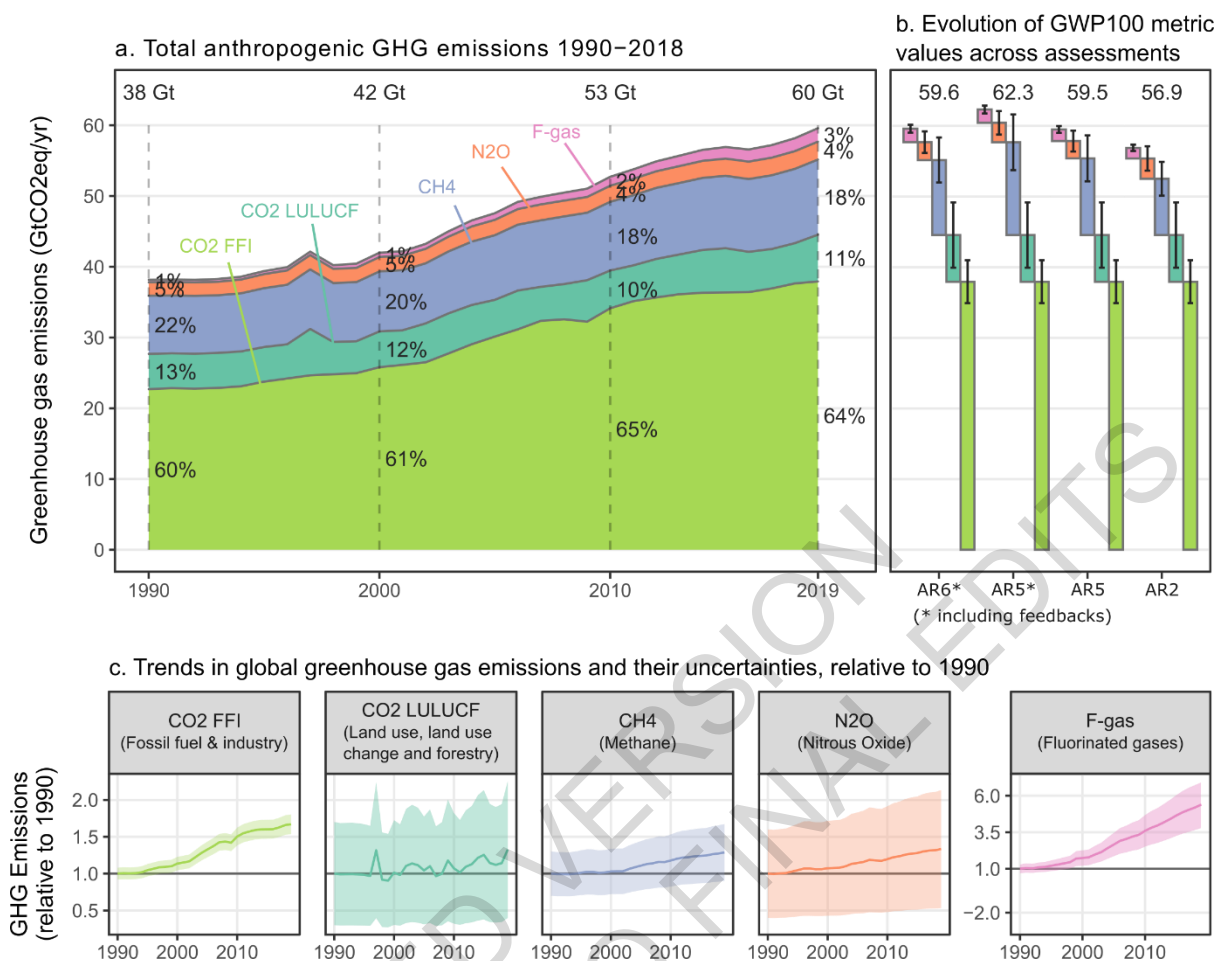 a. Total anthropogenic GHG emissions 1990−2018
b. Evolution of GWP100 metric
values across assessments
Greenhouse gas emissions (GtCO2eq/yr)
38 Gt
42 Gt
53 Gt
60 Gt
60
50
40
30
20
10
0
F-gas
N2O
CH4
CO2 LULUCF
CO2 FFI
1%
5%
22%
13%
60%
1%
5%
20%
12%
61%
2%
4%
18%
10%
65%
3%
4%
18%
11%
64%
1990
2000
2010
2019
59.6
62.3
59.5
56.9
AR6*
AR5*
AR5
AR2
(* including feedbacks)
c. Trends in global greenhouse gas emissions and their uncertainties, relative to 1990
GHG Emissions
(relative to 1990)
CO2 FFI
(Fossil fuel & industry)
CO2 LULUCF
(Land use, land use
change and forestry)
CH4
(Methane)
N2O
(Nitrous Oxide)
F-gas
(Fluorinated gases)
2.0
1.5
1.0
0.5
6.0
3.5
1.0
−2.0
1990 2000 2010
1990 2000 2010
1990 2000 2010
1990 2000 2010
1990 2000 2010
D VERSION
FINAL EDITS